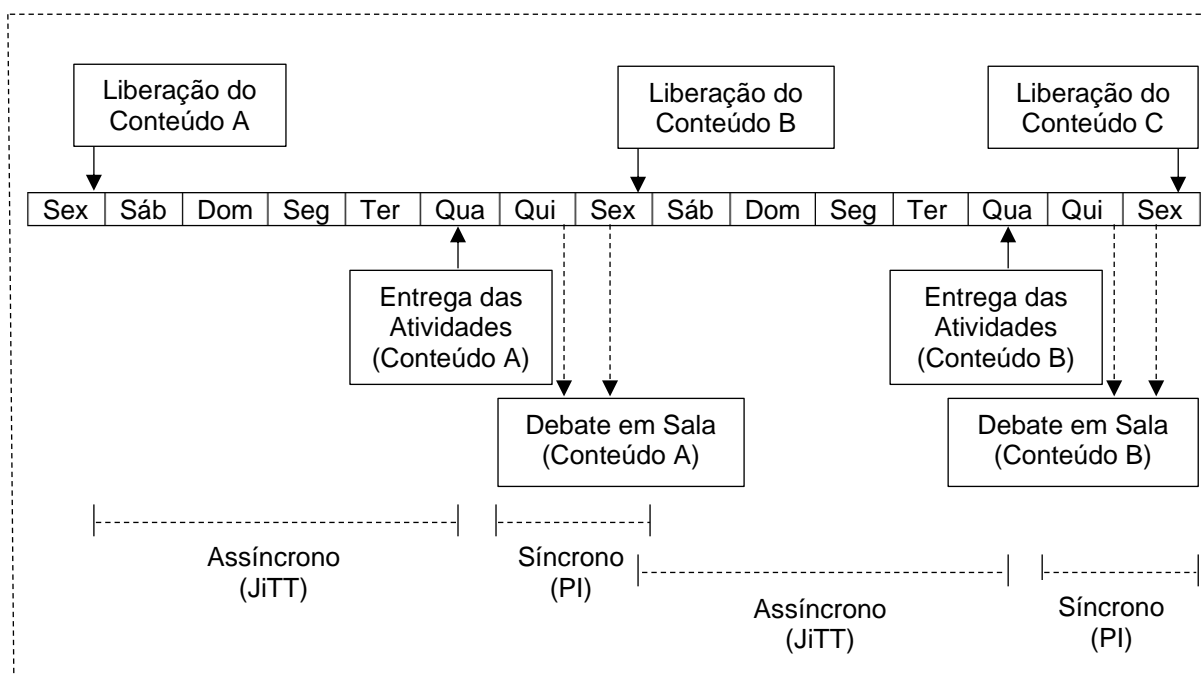 Liberação do
Conteúdo A
Liberação do
Conteúdo B
Liberação do
Conteúdo C
Sex Sáb Dom Seg Ter Qua Qui Sex Sáb Dom Seg Ter Qua Qui Sex
Entrega das
Atividades
(Conteúdo A)
Entrega das
Atividades
(Conteúdo B)
Debate em Sala
(Conteúdo A)
Debate em Sala
(Conteúdo B)
Assíncrono
(JiTT)
Síncrono
(PI)
Assíncrono
(JiTT)
Síncrono
(PI)